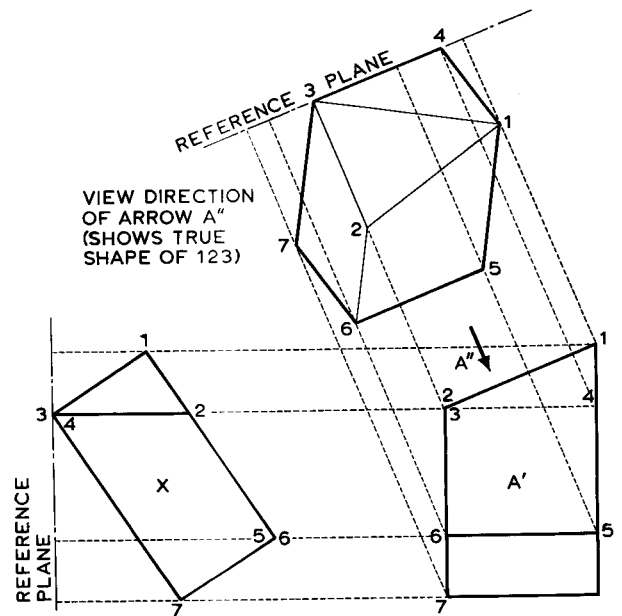 4
REFERENCE 3 PLANE
1
VIEW DIRECTION
OF ARROW A"
(SHOWS TRUE
SHAPE OF 123)
2
7
5
6
1
A"
1
2
3
4
3
4
2
X
A'
5
6
6
5
7
7
REFERENCE
PLANE